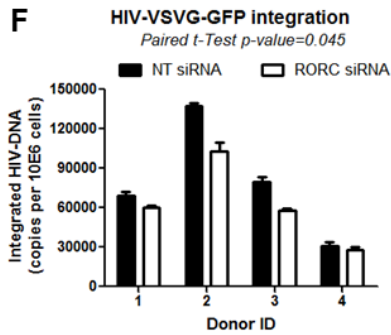 F
HIV-VSVG-GFP integration
Paired t-Test p-value=0.045
NT siRNA RORC siRNA
Integrated HIV-DNA
(copies per 10E6 cells)
150000
120000
90000
60000
30000
0
1 2 3 4
Donor ID